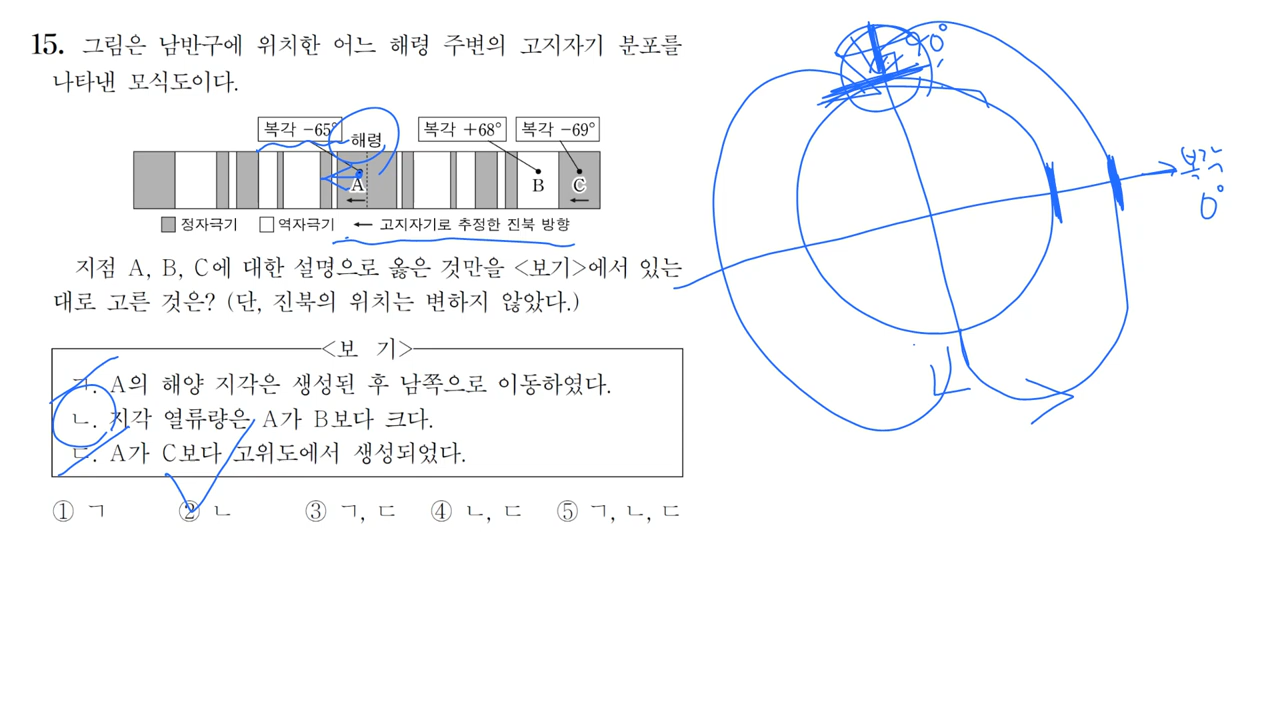 15. 그림은 남반구에 위치한 어느 해령 주변의 고지자기 분포를
나타낸 모식도이다.
복각 -65°
해령
복각 +68°
복각 -69°
A
B
C
정자극기
역자극기
← 고지자기로 추정한 진북 방향
지점 A, B, C에 대한 설명으로 옳은 것만을 <보기>에서 있는
대로 고른 것은? (단, 진북의 위치는 변하지 않았다.)
<보 기>
ㄱ. A의 해양 지각은 생성된 후 남쪽으로 이동하였다.
ㄴ. 지각 열류량은 A가 B보다 크다.
ㄷ. A가 C보다 고위도에서 생성되었다.
① ㄱ ② ㄴ ③ ㄱ, ㄷ ④ ㄴ, ㄷ ⑤ ㄱ, ㄴ, ㄷ
90°
복각
0°